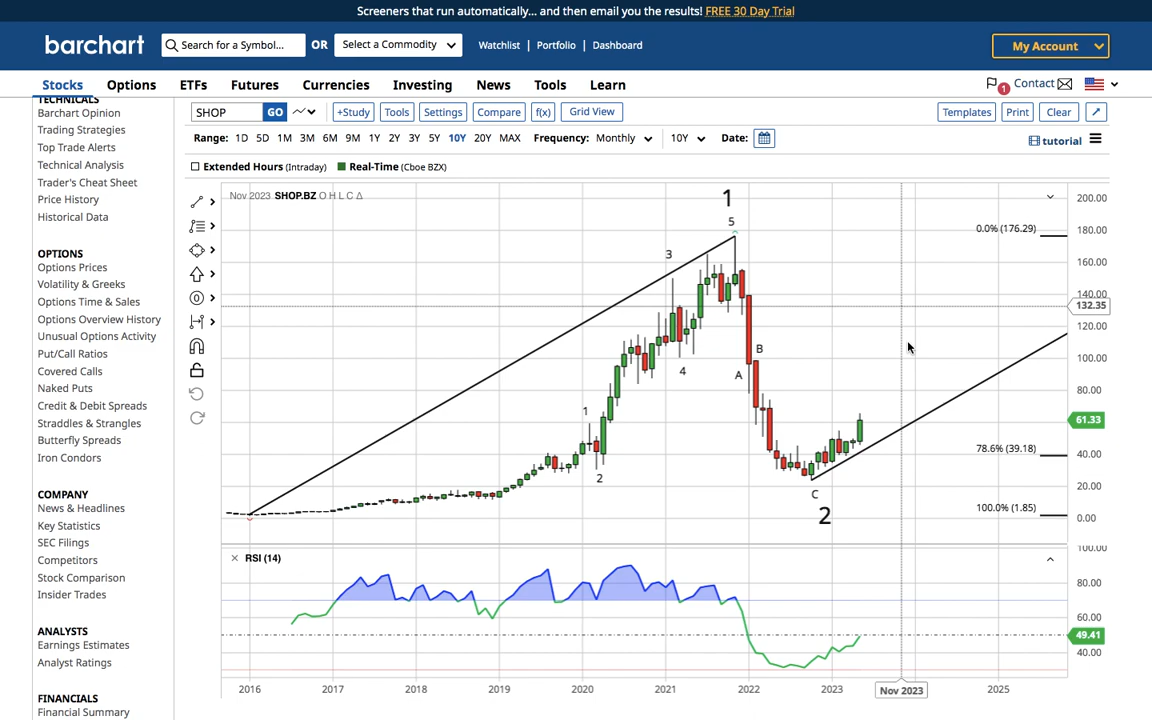 Screeners that run automatically... and then email you the results! FREE 30 Day Trial
barchart Search for a Symbol... OR Select a Commodity Watchlist | Portfolio | Dashboard My Account
Stocks Options ETFs Futures Currencies Investing News Tools Learn 1 Contact
TECHNICALS
Barchart Opinion
Trading Strategies
Top Trade Alerts
Technical Analysis
Trader's Cheat Sheet
Price History
Historical Data
OPTIONS
Options Prices
Volatility & Greeks
Options Time & Sales
Options Overview History
Unusual Options Activity
Put/Call Ratios
Covered Calls
Naked Puts
Credit & Debit Spreads
Straddles & Strangles
Butterfly Spreads
Iron Condors
COMPANY
News & Headlines
Key Statistics
SEC Filings
Competitors
Stock Comparison
Insider Trades
ANALYSTS
Earnings Estimates
Analyst Ratings
FINANCIALS
Financial Summary
SHOP GO +Study Tools Settings Compare f(x) Grid View Templates Print Clear
Range: 1D 5D 1M 3M 6M 9M 1Y 2Y 3Y 5Y 10Y 20Y MAX Frequency: Monthly 10Y Date: tutorial
Extended Hours (Intraday) Real-Time (Cboe BZX)
Nov 2023 SHOP.BZ O H L C Δ
1
5
3
4
1
2
B
A
C
2
0.0% (176.29)
78.6% (39.18)
100.0% (1.85)
200.00
180.00
160.00
140.00
132.35
120.00
100.00
80.00
61.33
40.00
20.00
0.00
RSI (14)
100.00
80.00
60.00
49.41
40.00
2016 2017 2018 2019 2020 2021 2022 2023 Nov 2023 2025